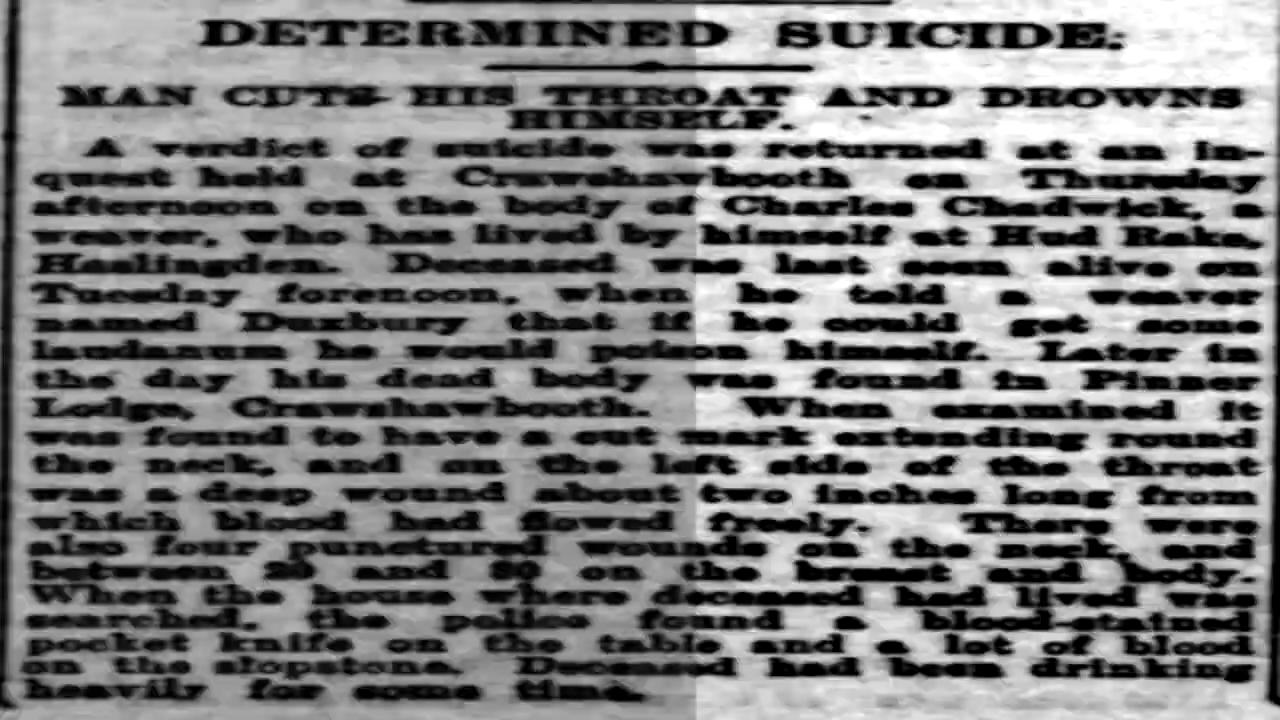 DETERMINED SUICIDE.
MAN CUTS HIS THROAT AND DROWNS
HIMSELF.
A verdict of suicide was returned at an in-
quest held at Crawshawbooth on Thursday
afternoon on the body of Charles Chadwick, a
weaver, who has lived by himself at Hud Rake,
Haslingden. Deceased was last seen alive on
Tuesday forenoon, when he told a weaver
named Duxbury that if he could get some
laudanum he would poison himself. Later in
the day his dead body was found in Pinner
Lodge, Crawshawbooth. When examined it
was found to have a cut mark extending round
the neck, and on the left side of the throat
was a deep wound about two inches long from
which blood had flowed freely. There were
also four punctured wounds on the neck, and
between 20 and 30 on the breast and body.
When the house where deceased had lived was
searched, the police found a blood-stained
pocket knife on the table and a lot of blood
on the slopstone. Deceased had been drinking
heavily for some time.